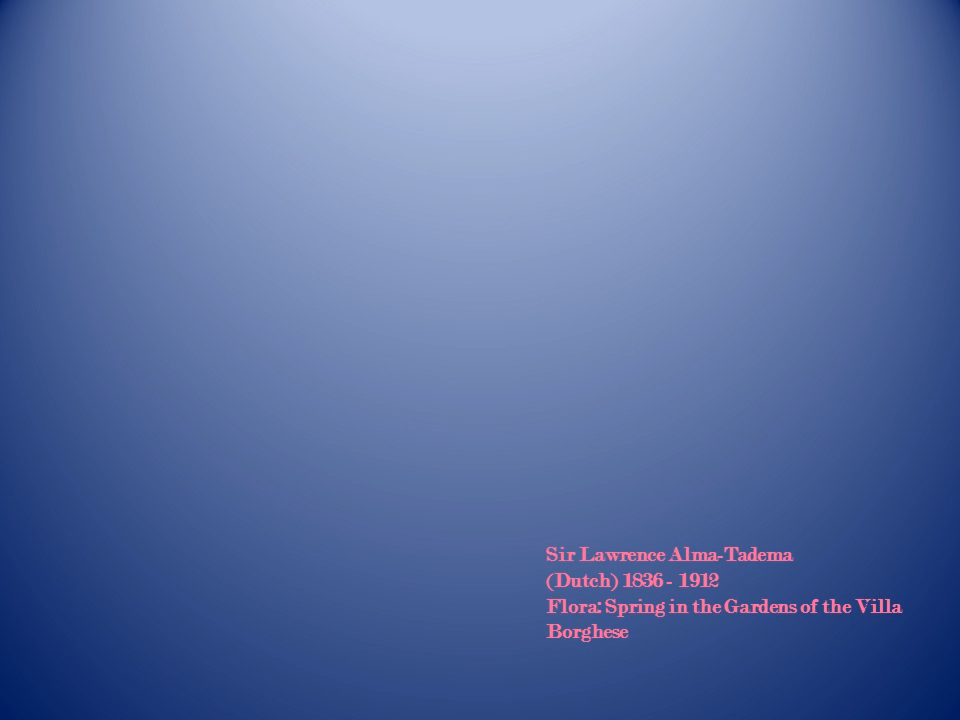 Sir Lawrence Alma-Tadema
(Dutch) 1836 - 1912
Flora: Spring in the Gardens of the Villa
Borghese